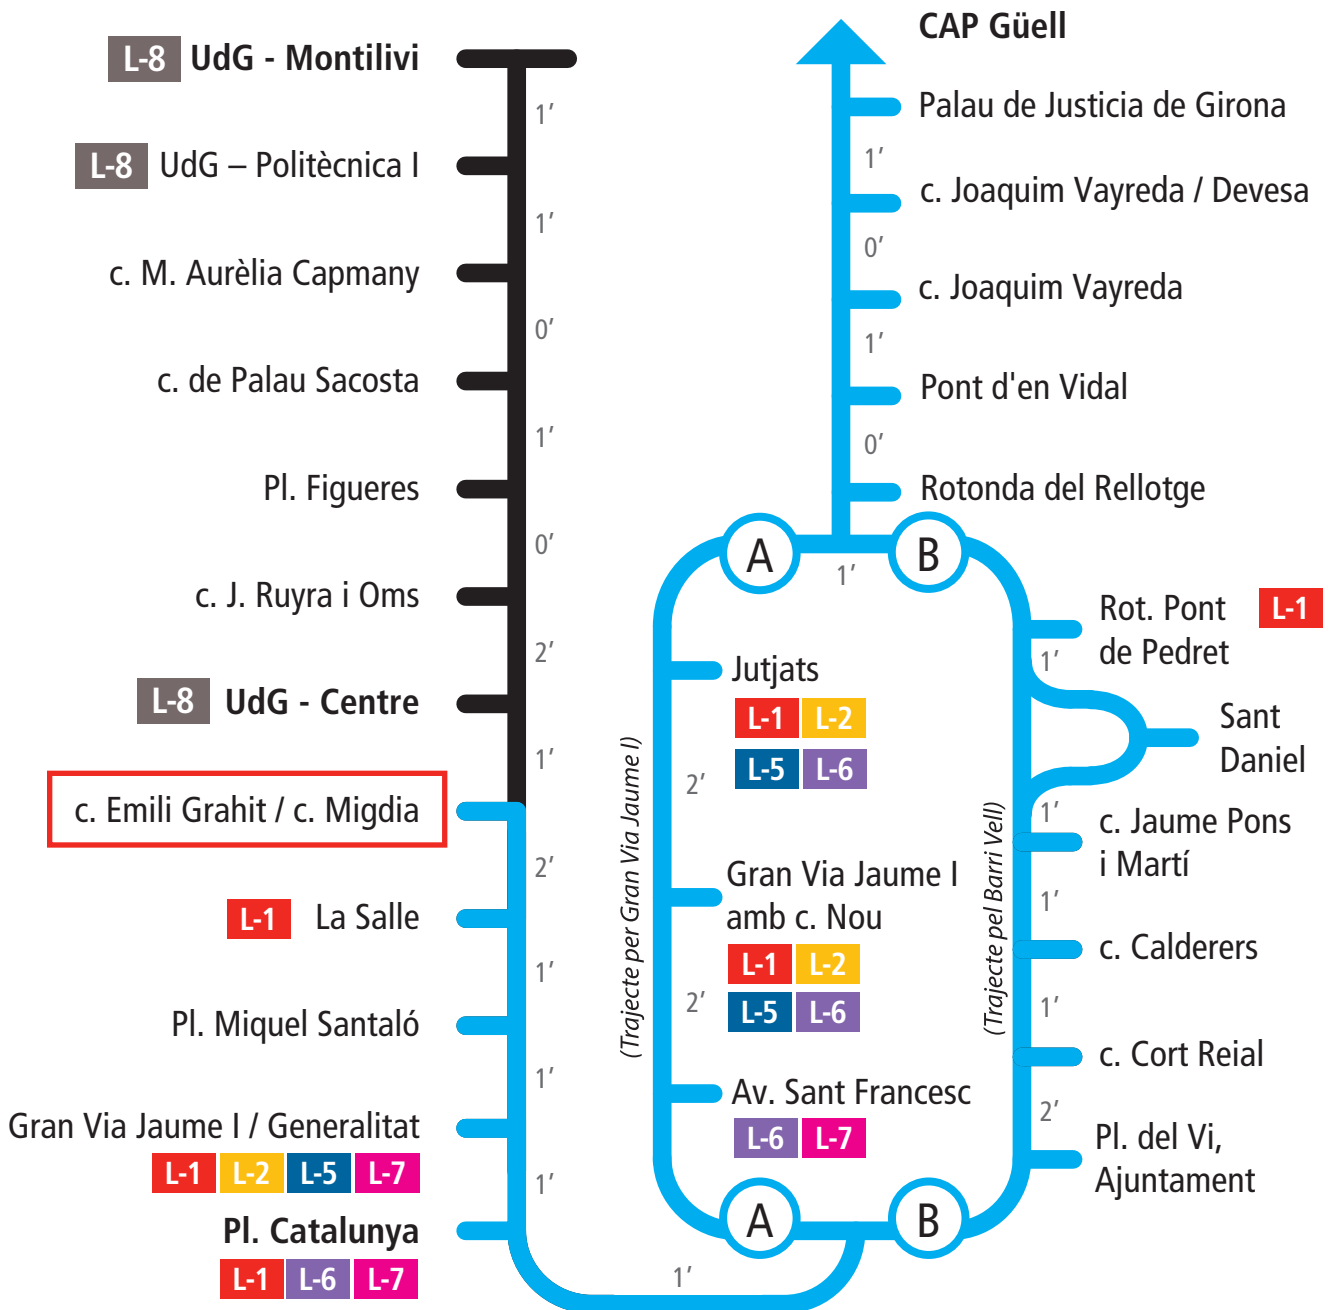 L-8 UdG - Montilivi
1′
L-8 UdG – Politècnica I
1′
c. M. Aurèlia Capmany
0′
c. de Palau Sacosta
1′
Pl. Figueres
0′
c. J. Ruyra i Oms
2′
L-8 UdG - Centre
1′
c. Emili Grahit / c. Migdia
2′
L-1 La Salle
1′
Pl. Miquel Santaló
1′
Gran Via Jaume I / Generalitat
L-1 L-2 L-5 L-7
1′
Pl. Catalunya
L-1 L-6 L-7
1′
CAP Güell
Palau de Justicia de Girona
1′
c. Joaquim Vayreda / Devesa
0′
c. Joaquim Vayreda
1′
Pont d'en Vidal
0′
Rotonda del Rellotge
A
B
1′
(Trajecte per Gran Via Jaume I)
Jutjats
L-1 L-2
L-5 L-6
2′
Gran Via Jaume I
amb c. Nou
L-1 L-2
L-5 L-6
2′
Av. Sant Francesc
L-6 L-7
A
B
(Trajecte pel Barri Vell)
Rot. Pont L-1
de Pedret
1′
Sant
Daniel
1′
c. Jaume Pons
i Martí
1′
c. Calderers
1′
c. Cort Reial
2′
Pl. del Vi,
Ajuntament